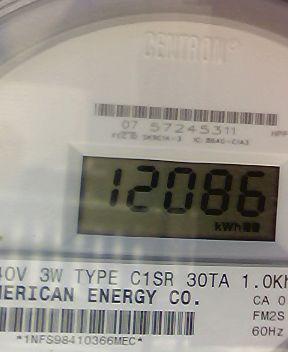 CENTRON®
07 57245311
12086
kWh
40V 3W TYPE C1SR 30TA 1.0Kh
MERICAN ENERGY CO.
CA 0
FM2S
60Hz
*1NFS98410366MEC*